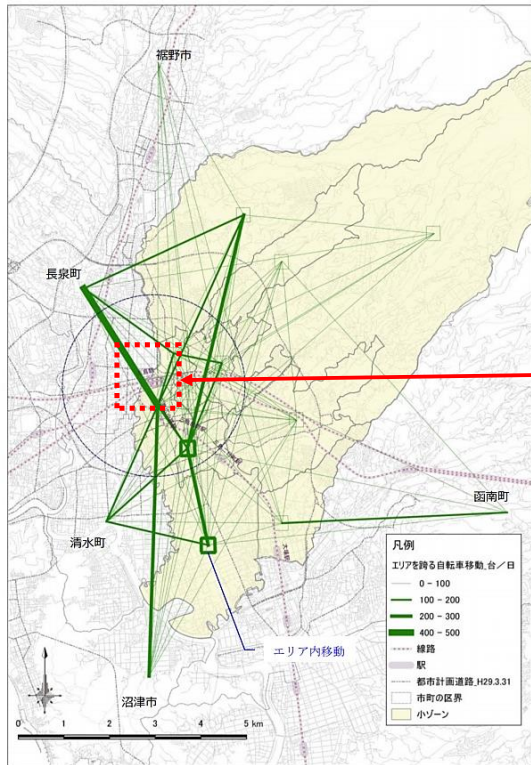 裾野市
長泉町
函南町
清水町
エリア内移動
沼津市
凡例
エリアを跨る自転車移動_台／日
0 - 100
100 - 200
200 - 300
400 - 500
線路
駅
都市計画道路_H29.3.31
市町の区界
小ゾーン
0 1 2 3 4 5 km